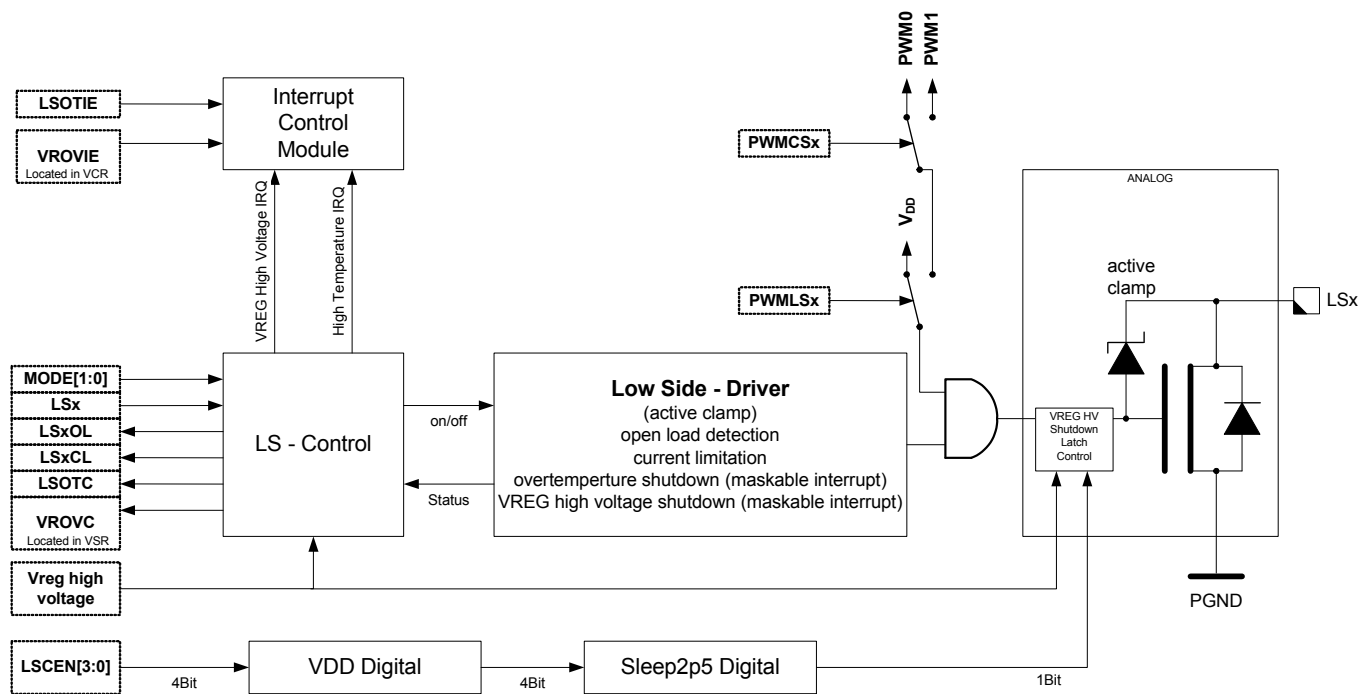 PWM0
PWM1
LSOTIE
VROVIE
Located in VCR
Interrupt
Control
Module
PWMCSx
VREG High Voltage IRQ
High Temperature IRQ
VDD
PWMLSx
ANALOG
active
clamp
LSx
MODE[1:0]
LSx
LSxOL
LSxCL
LSOTC
VROVC
Located in VSR
LS - Control
on/off
Status
Low Side - Driver
(active clamp)
open load detection
current limitation
overtemperture shutdown (maskable interrupt)
VREG high voltage shutdown (maskable interrupt)
VREG HV
Shutdown
Latch
Control
Vreg high
voltage
PGND
LSCEN[3:0]
4Bit
VDD Digital
4Bit
Sleep2p5 Digital
1Bit